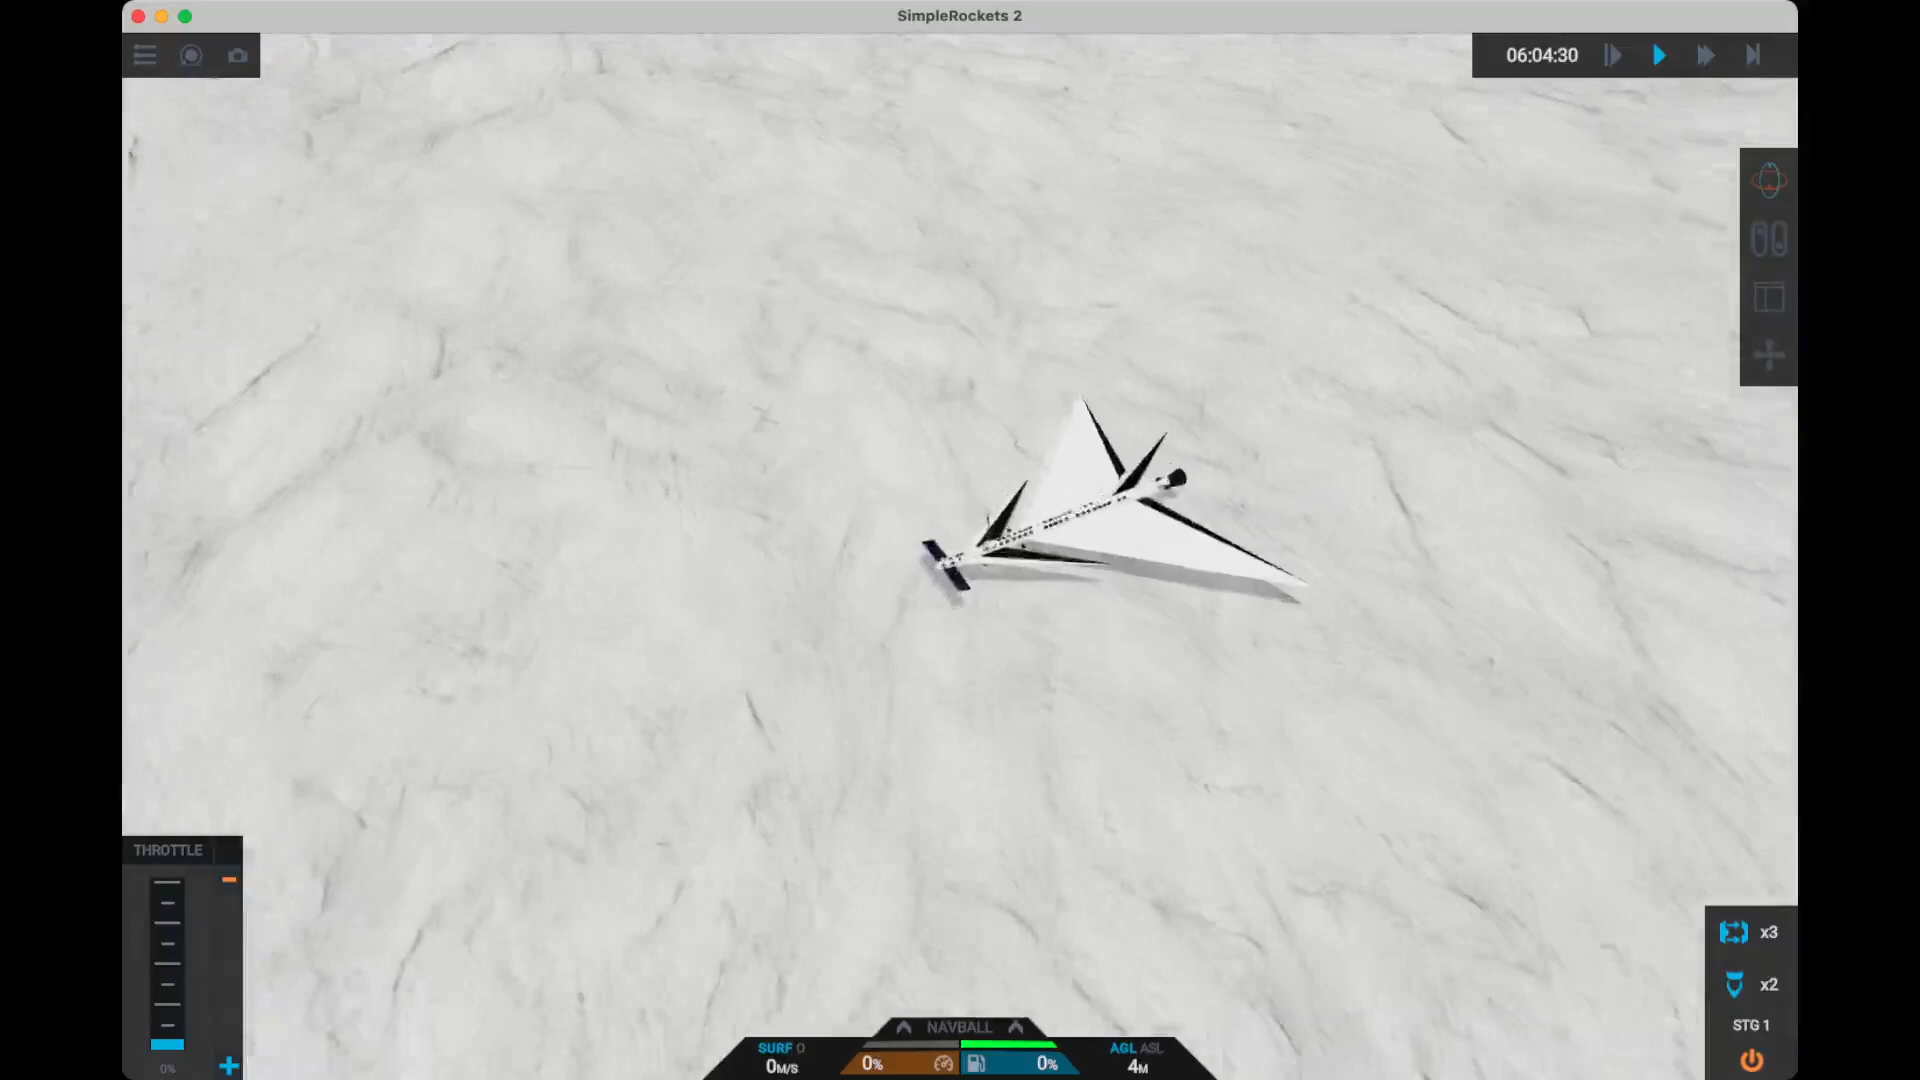 SimpleRockets 2
06:04:30
THROTTLE
0%
NAVBALL
SURF O
0M/S
0%
0%
AGL ASL
4M
x3
x2
STG 1